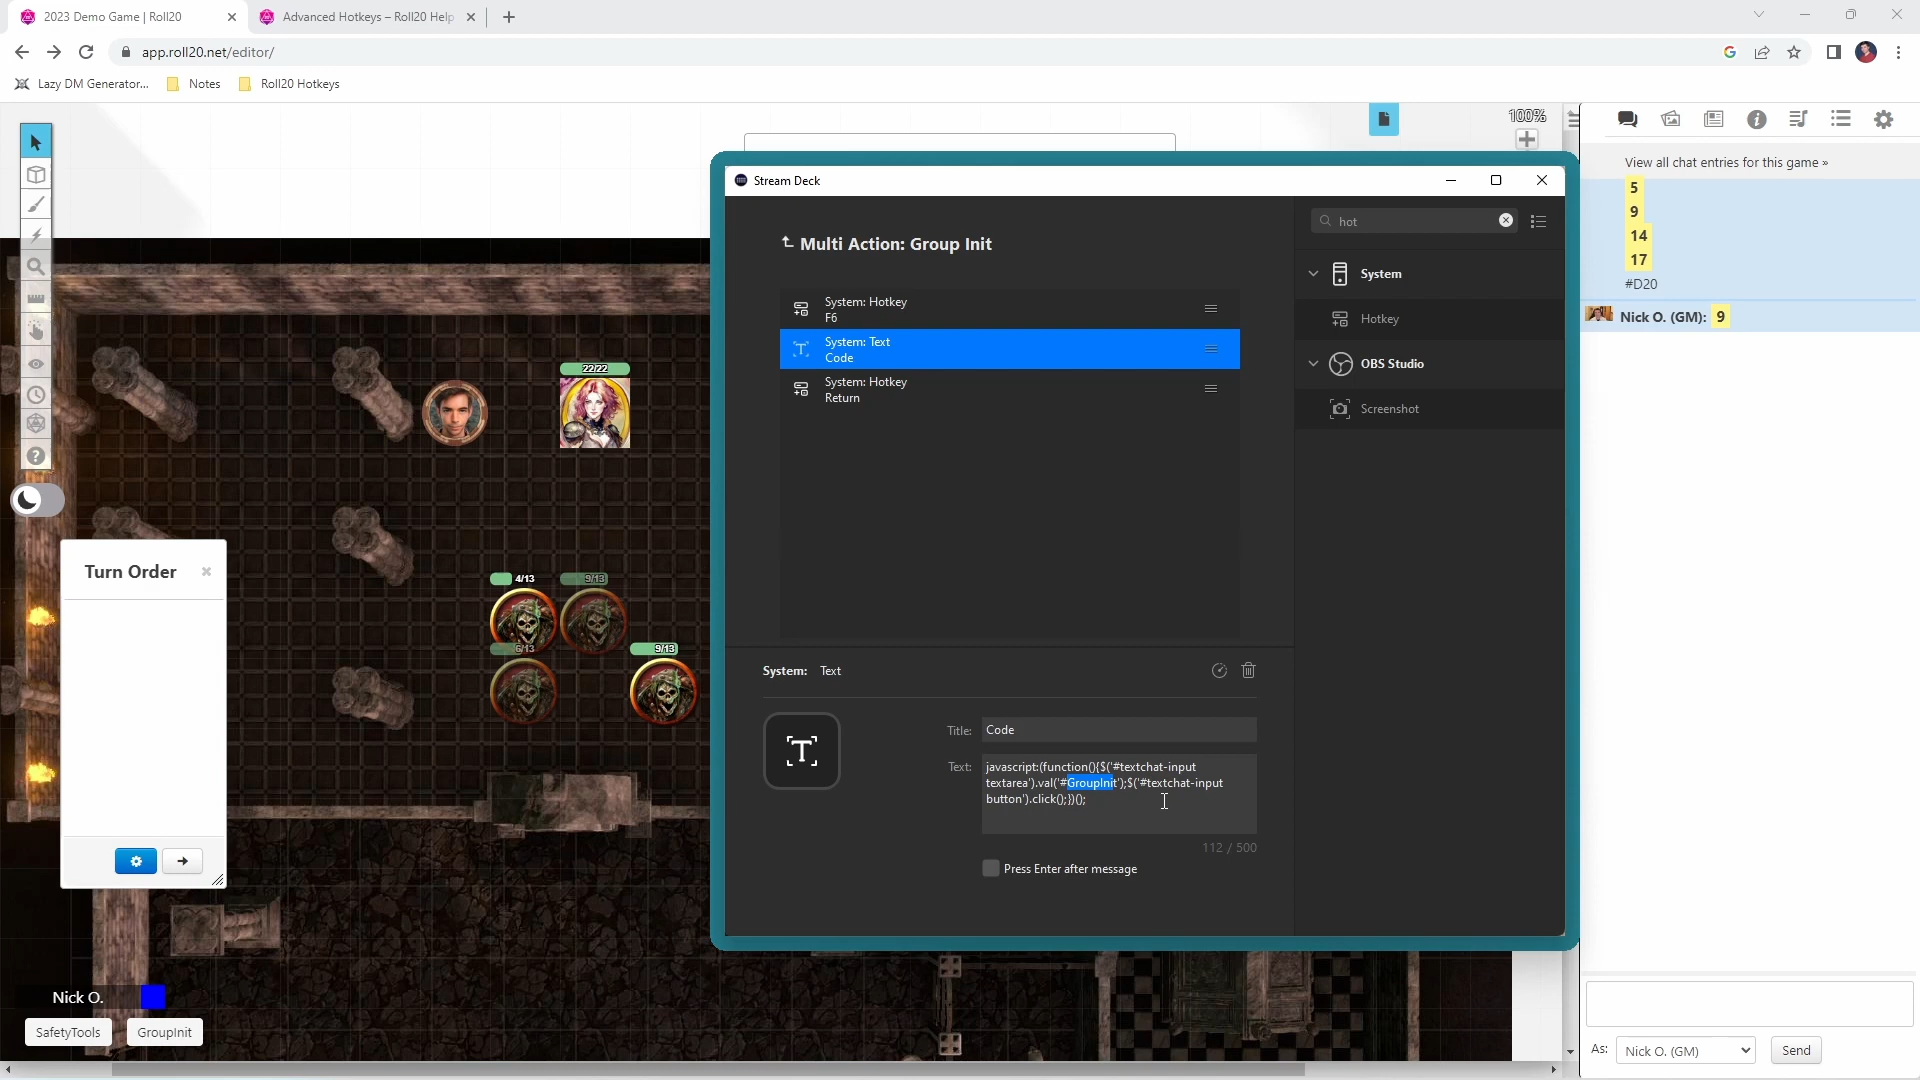 2023 Demo Game | Roll20
Advanced Hotkeys – Roll20 Help
app.roll20.net/editor/
Lazy DM Generator...
Notes
Roll20 Hotkeys
100%
View all chat entries for this game »
5
9
14
17
#D20
Nick O. (GM): 9
Stream Deck
Multi Action: Group Init
System: Hotkey
F6
System: Text
Code
System: Hotkey
Return
hot
System
Hotkey
OBS Studio
Screenshot
22/22
4/13
9/13
6/13
9/13
Turn Order
System: Text
Title: Code
Text: javascript:(function(){$('#textchat-input
textarea').val('#GroupInit');$('#textchat-input
button').click();})();
112 / 500
Press Enter after message
Nick O.
SafetyTools
GroupInit
As: Nick O. (GM)
Send